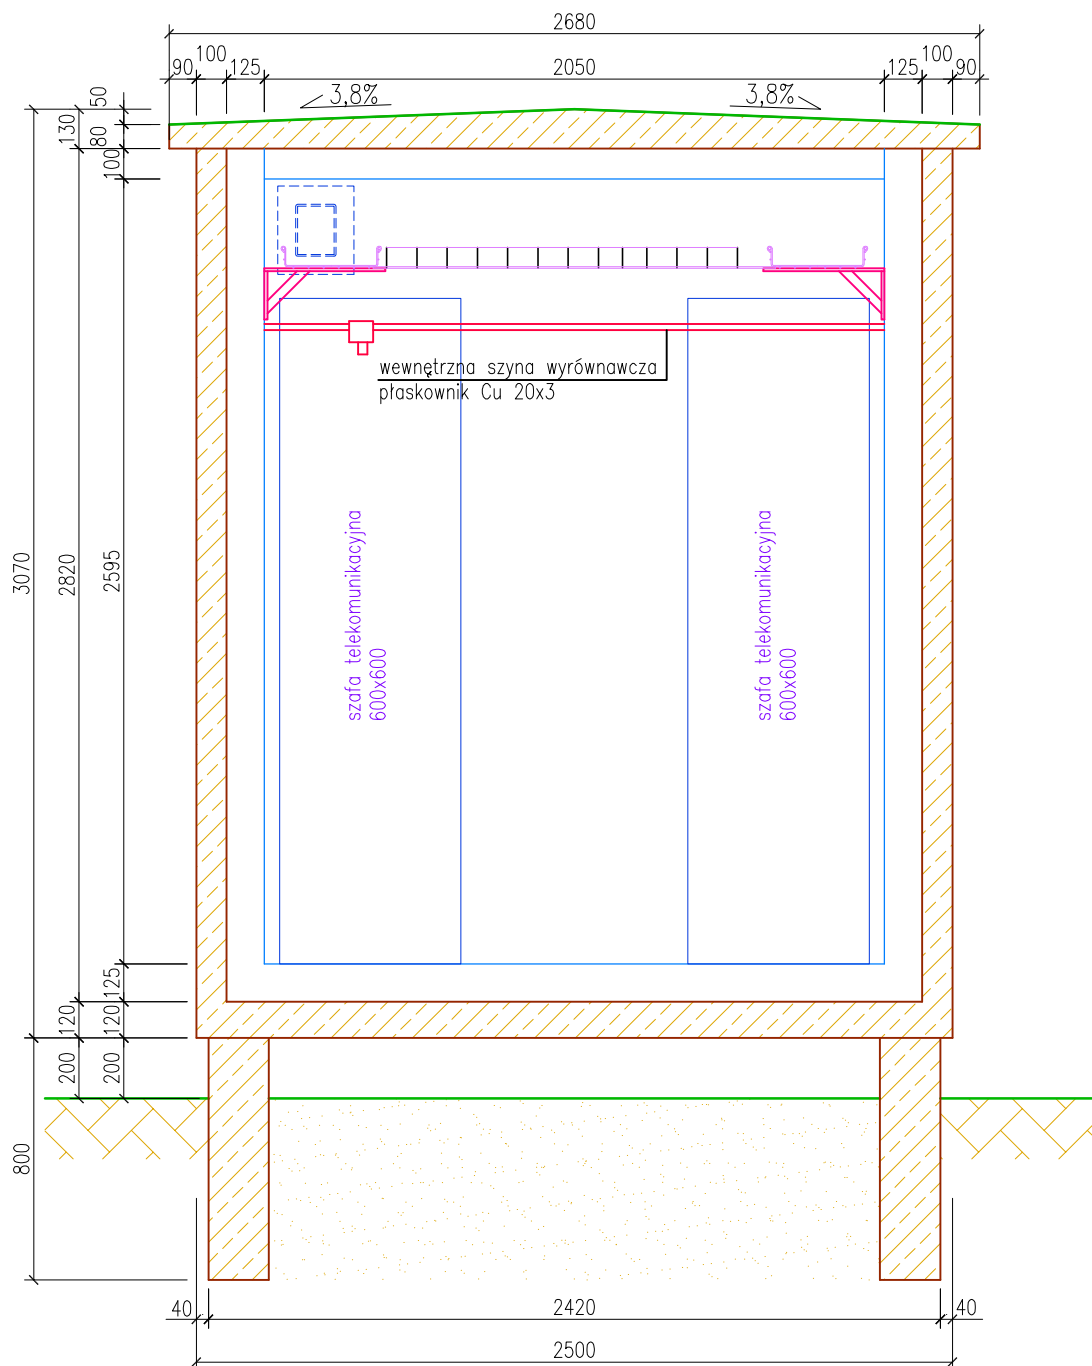 2680
90 100 125 2050 125 100 90
3,8% 3,8%
50
130 80
100
wewnętrzna szyna wyrównawcza
płaskownik Cu 20x3
3070 2820 2595
szafa telekomunikacyjna
600x600
szafa telekomunikacyjna
600x600
125
120 120
200 200
800
40 2420 40
2500